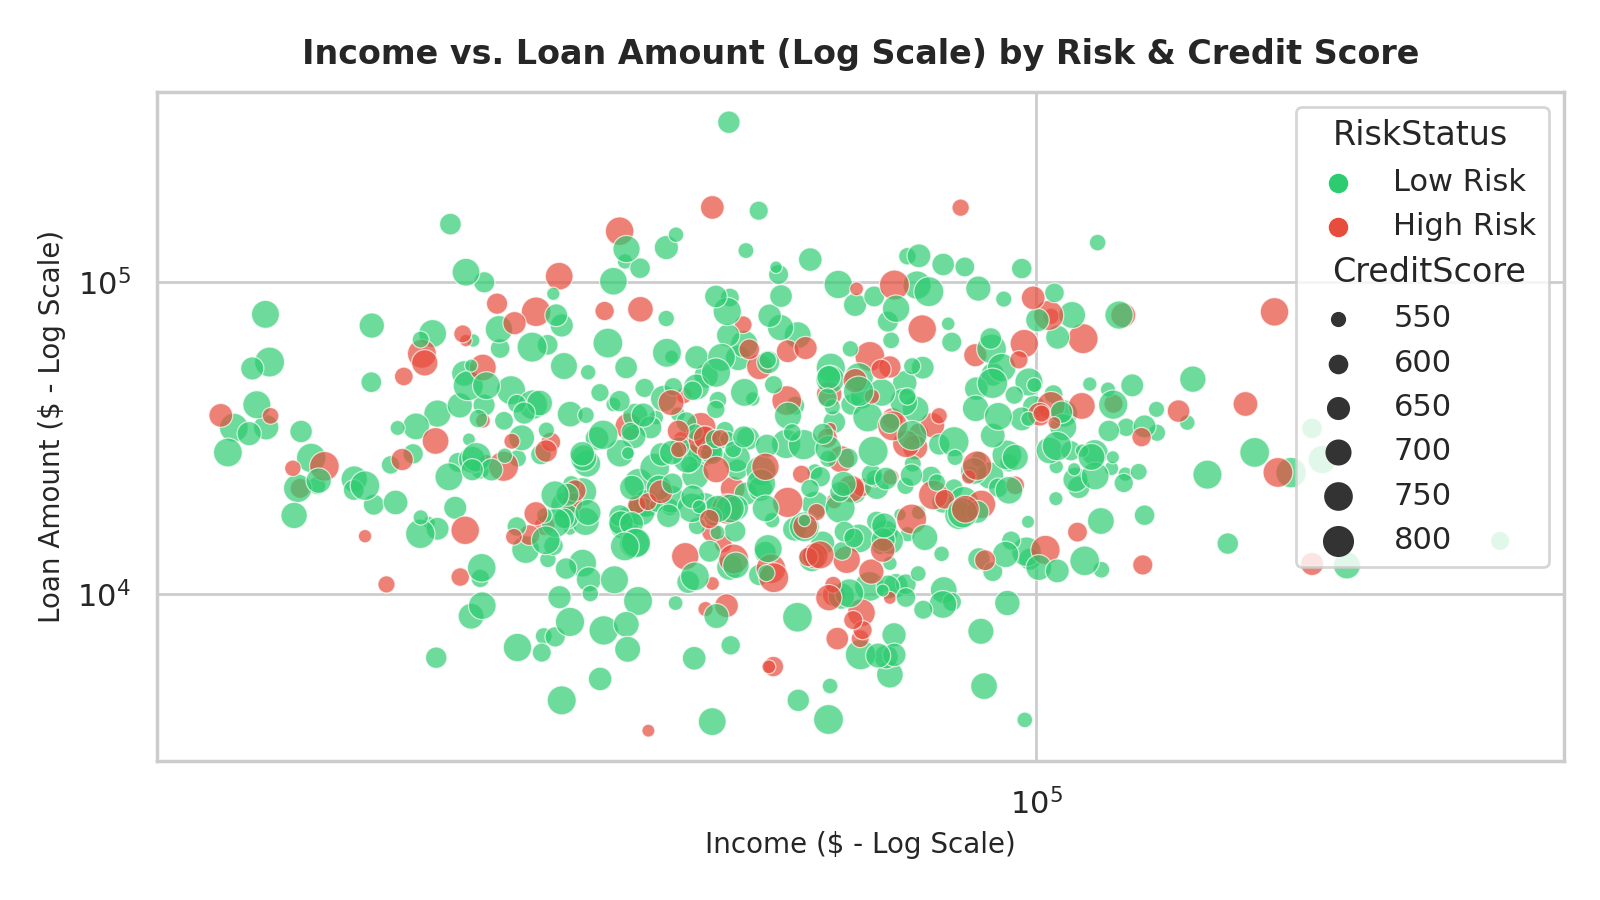 Income vs. Loan Amount (Log Scale) by Risk & Credit Score
RiskStatus
Low Risk
High Risk
CreditScore
550
600
650
700
750
800
Loan Amount ($ - Log Scale)
10⁵
10⁴
10⁵
Income ($ - Log Scale)